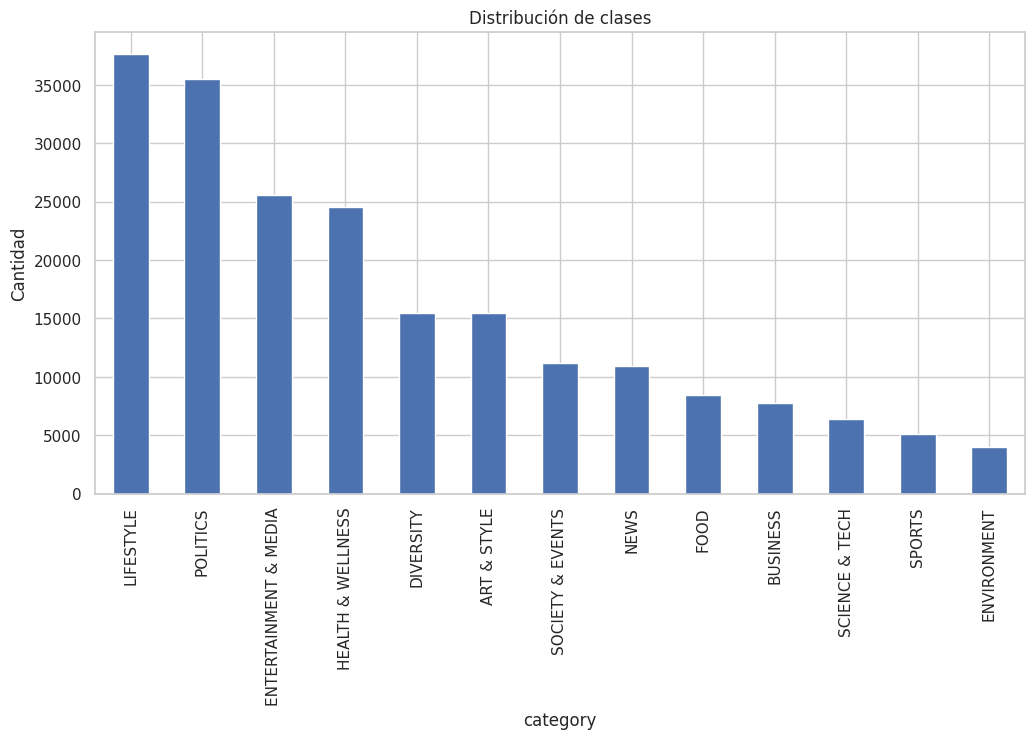 Distribución de clases
Cantidad
35000
30000
25000
20000
15000
10000
5000
0
LIFESTYLE
POLITICS
ENTERTAINMENT & MEDIA
HEALTH & WELLNESS
DIVERSITY
ART & STYLE
SOCIETY & EVENTS
NEWS
FOOD
BUSINESS
SCIENCE & TECH
SPORTS
ENVIRONMENT
category